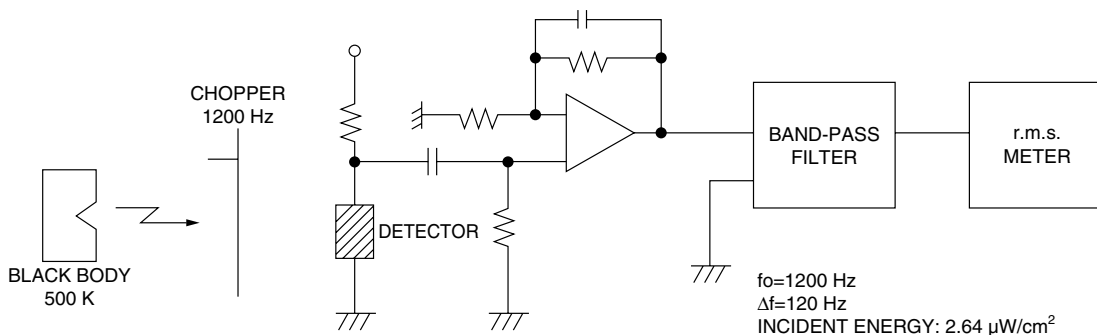 CHOPPER
1200 Hz
BLACK BODY
500 K
DETECTOR
BAND-PASS
FILTER
r.m.s.
METER
fo=1200 Hz
Δf=120 Hz
INCIDENT ENERGY: 2.64 μW/cm²